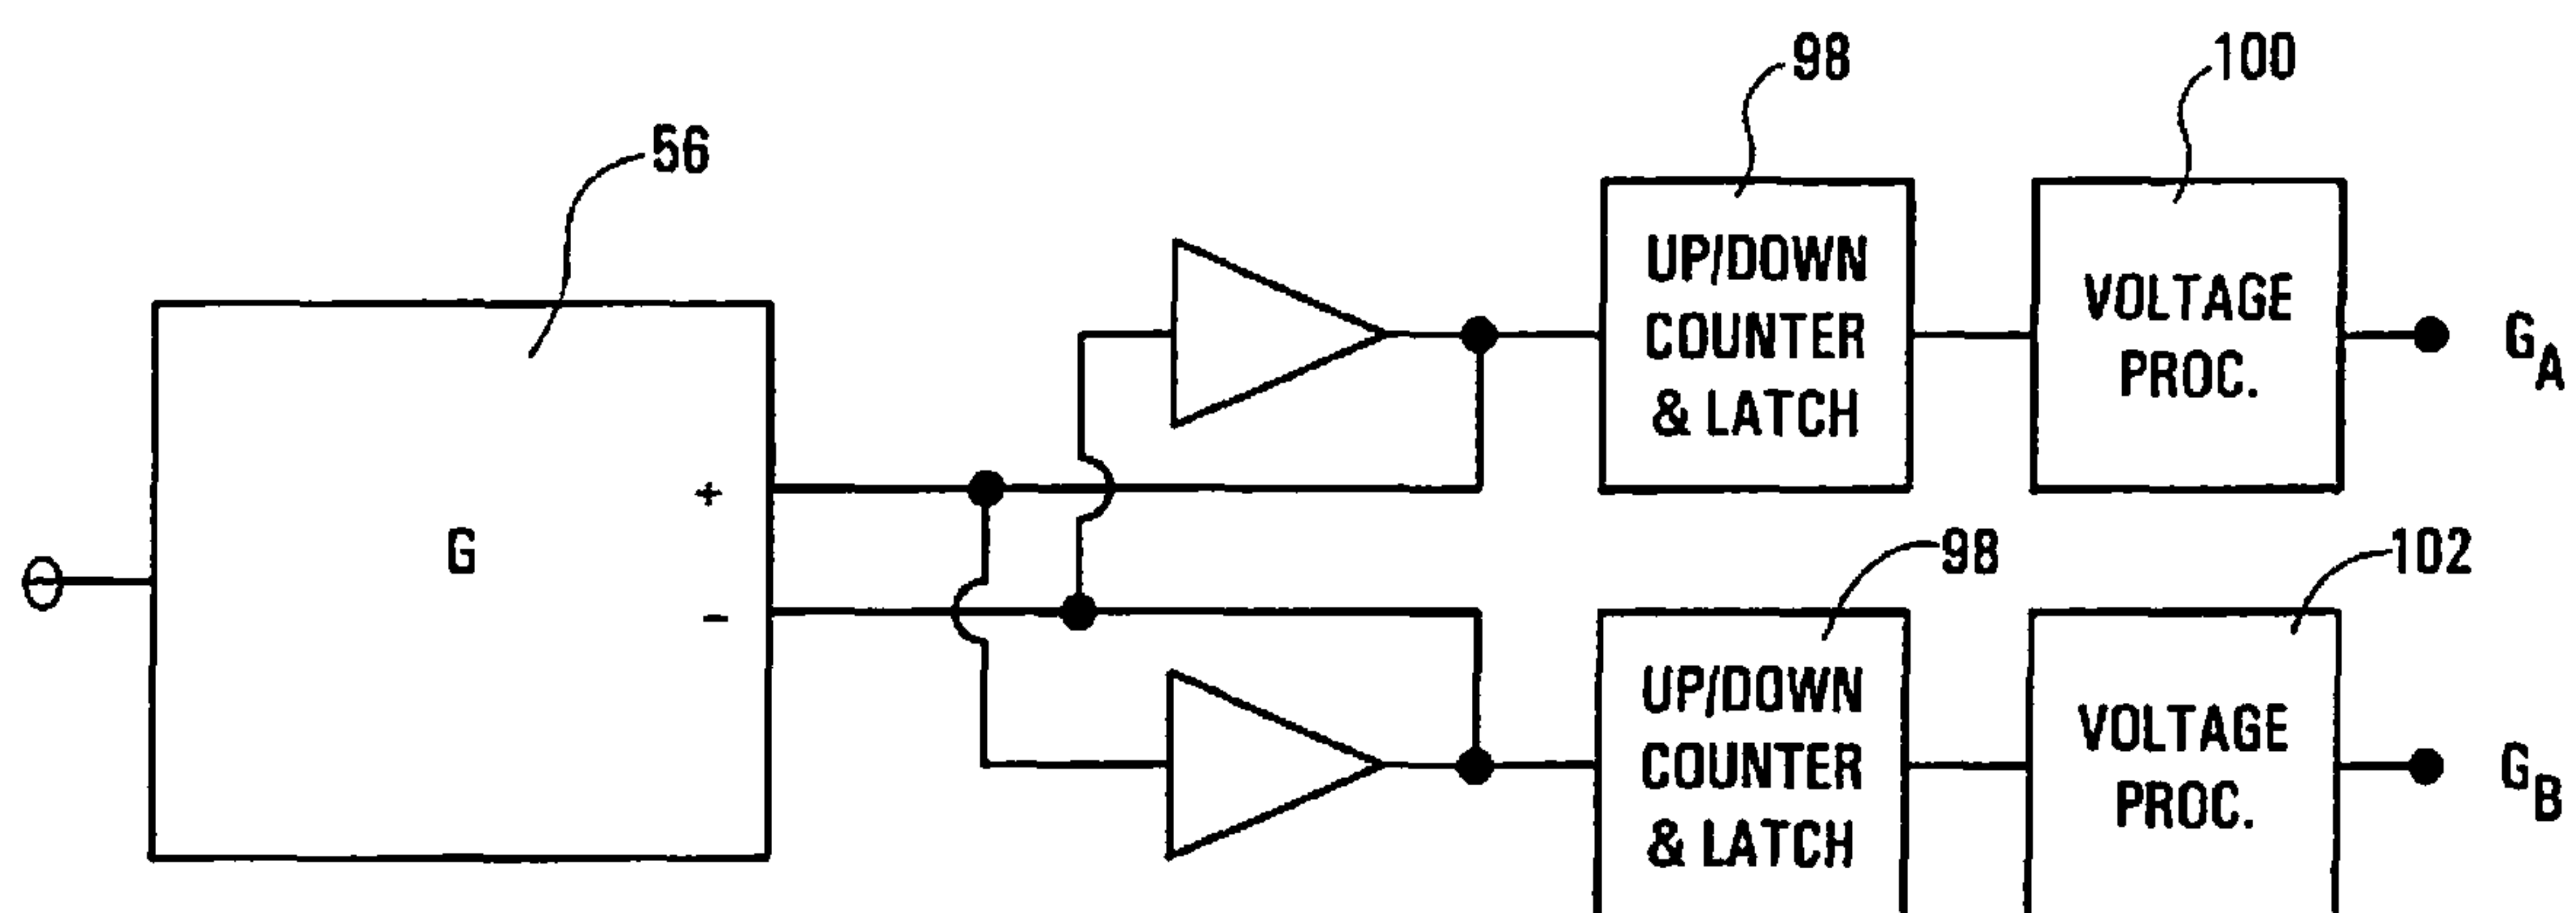 98
100
56
UP/DOWN
COUNTER
& LATCH
VOLTAGE
PROC.
GA
+
G
-
98
102
UP/DOWN
COUNTER
& LATCH
VOLTAGE
PROC.
GB